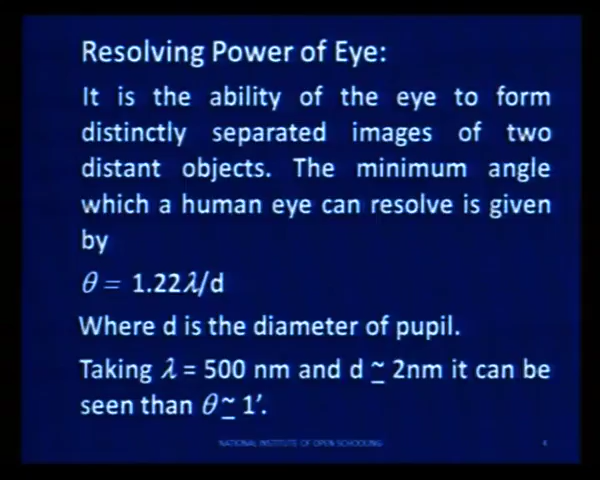 Resolving Power of Eye:
It is the ability of the eye to form
distinctly separated images of two
distant objects. The minimum angle
which a human eye can resolve is given
by
θ = 1.22λ/d
Where d is the diameter of pupil.
Taking λ = 500 nm and d ≃ 2nm it can be
seen than θ ≃ 1′.
NATIONAL INSTITUTE OF OPEN SCHOOLING 4